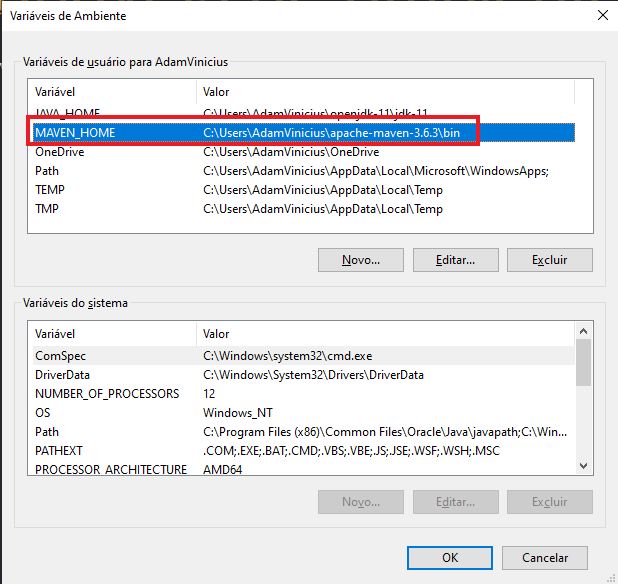 Variáveis de Ambiente
Variáveis de usuário para AdamVinicius
Variável Valor
JAVA_HOME C:\Users\AdamVinicius\openjdk-11\jdk-11
MAVEN_HOME C:\Users\AdamVinicius\apache-maven-3.6.3\bin
OneDrive C:\Users\AdamVinicius\OneDrive
Path C:\Users\AdamVinicius\AppData\Local\Microsoft\WindowsApps;
TEMP C:\Users\AdamVinicius\AppData\Local\Temp
TMP C:\Users\AdamVinicius\AppData\Local\Temp
Novo... Editar... Excluir
Variáveis do sistema
Variável Valor
ComSpec C:\Windows\system32\cmd.exe
DriverData C:\Windows\System32\Drivers\DriverData
NUMBER_OF_PROCESSORS 12
OS Windows_NT
Path C:\Program Files (x86)\Common Files\Oracle\Java\javapath;C:\Win...
PATHEXT .COM;.EXE;.BAT;.CMD;.VBS;.VBE;.JS;.JSE;.WSF;.WSH;.MSC
PROCESSOR_ARCHITECTURE AMD64
Novo... Editar... Excluir
OK Cancelar